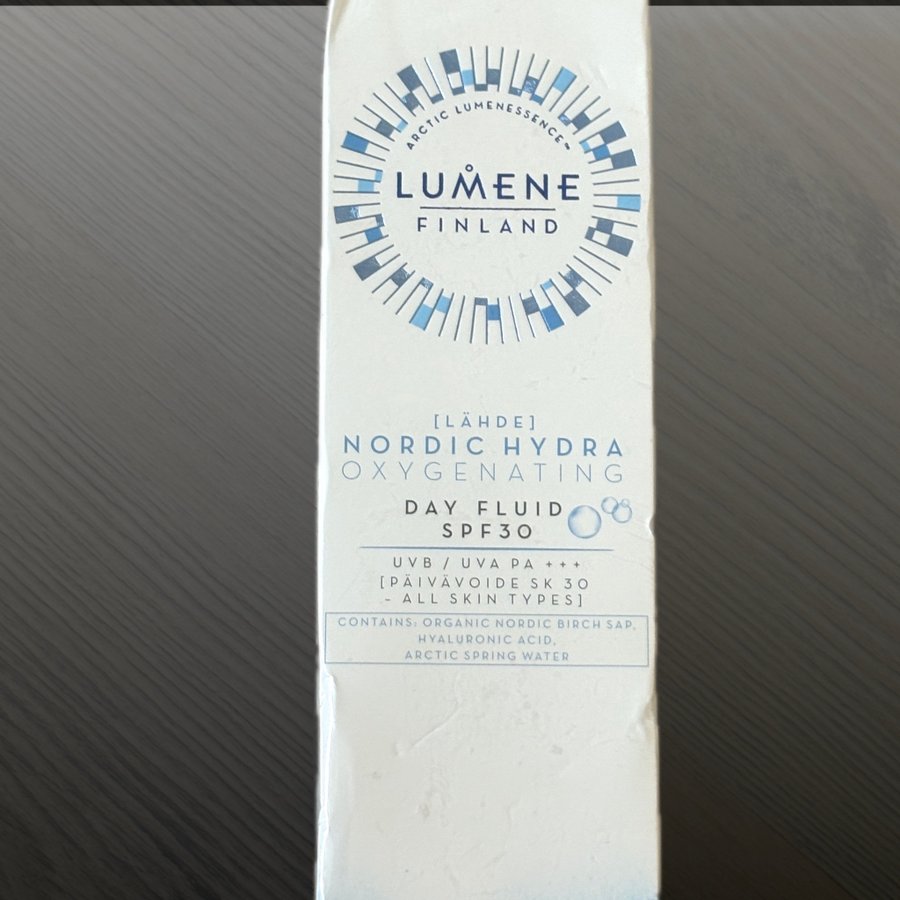 ARCTIC LUMENESSENCE™
LUMENE
FINLAND
[LÄHDE]
NORDIC HYDRA
OXYGENATING
DAY FLUID
SPF30
UVB / UVA PA +++
[PÄIVÄVOIDE SK 30
- ALL SKIN TYPES]
CONTAINS: ORGANIC NORDIC BIRCH SAP,
HYALURONIC ACID,
ARCTIC SPRING WATER